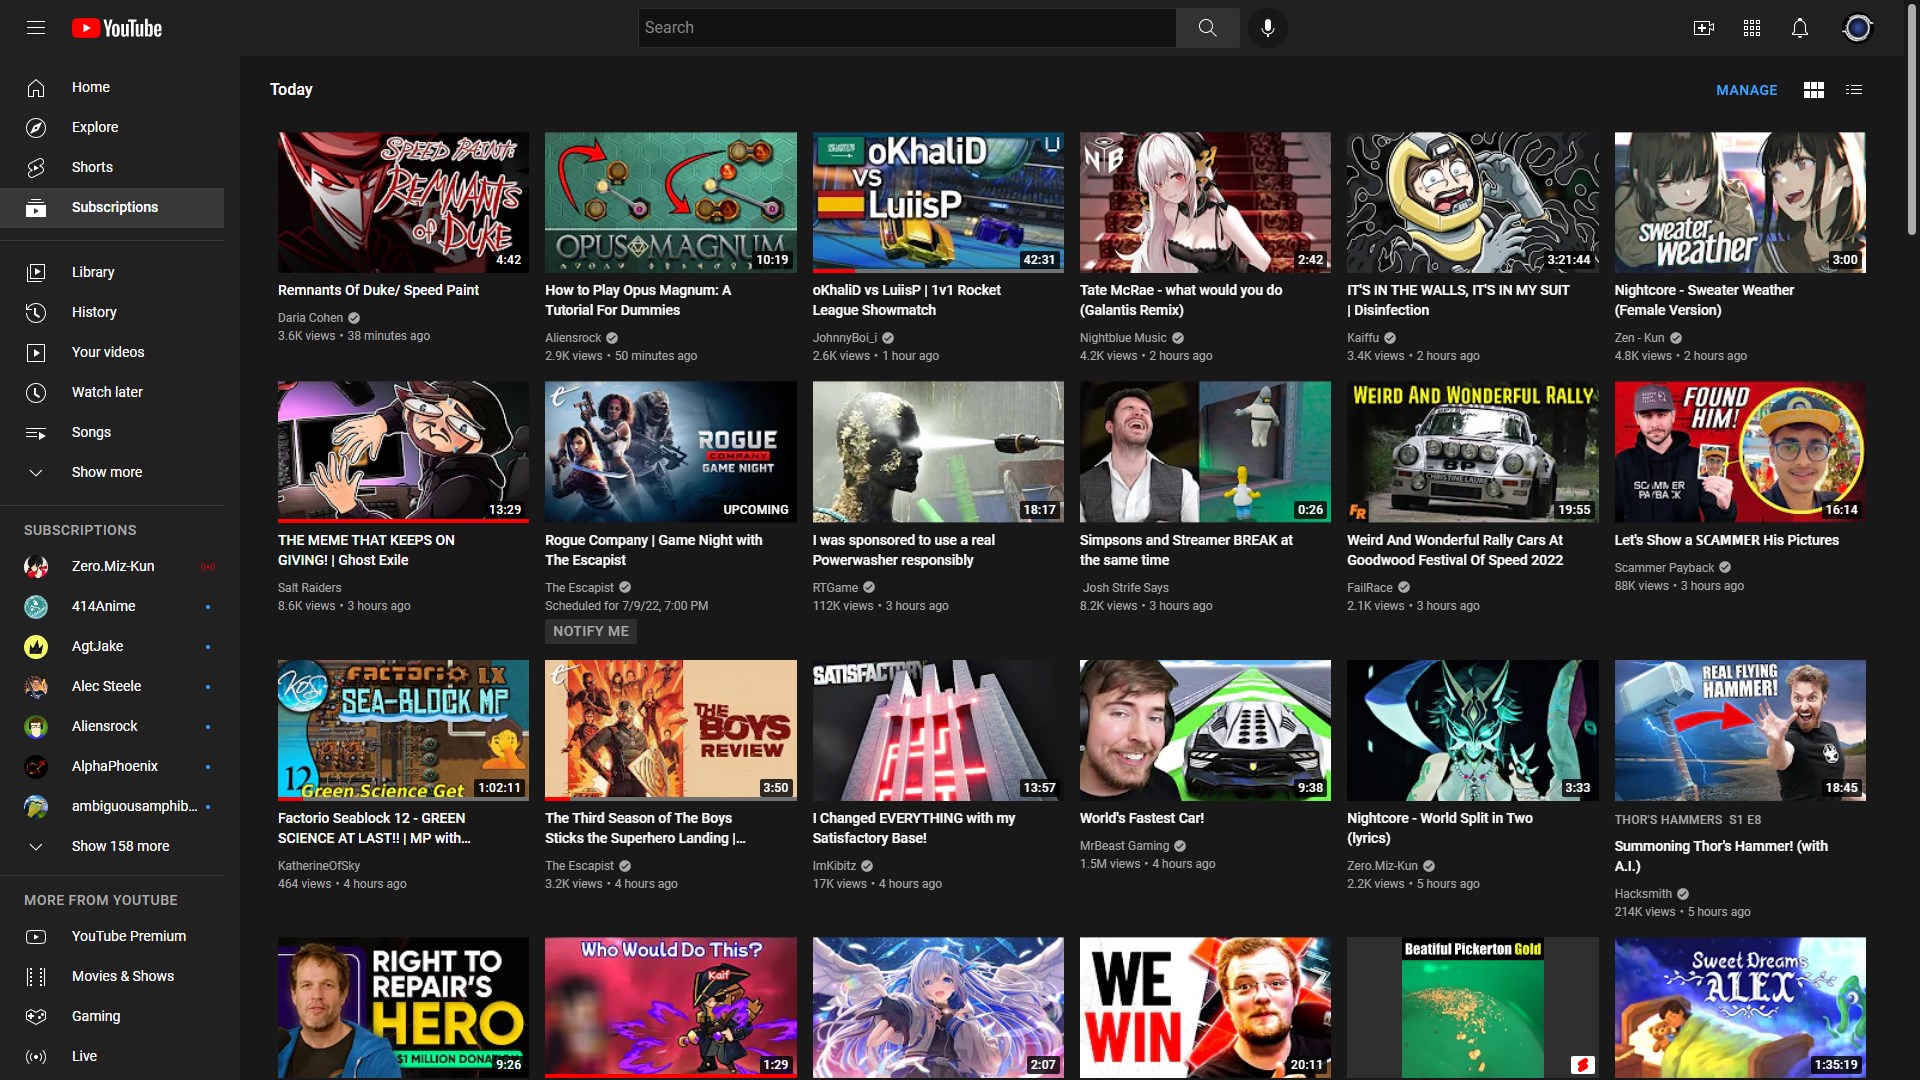 YouTube
Search
Home
Explore
Shorts
Subscriptions
Library
History
Your videos
Watch later
Songs
Show more
SUBSCRIPTIONS
Zero.Miz-Kun
414Anime
AgtJake
Alec Steele
Aliensrock
AlphaPhoenix
ambiguousamphib...
Show 158 more
MORE FROM YOUTUBE
YouTube Premium
Movies & Shows
Gaming
Live
Today
MANAGE
SPEED PAINT:
REMNANTS
of DUKE
4:42
Remnants Of Duke/ Speed Paint
Daria Cohen
3.6K views • 38 minutes ago
OPUS MAGNUM
10:19
How to Play Opus Magnum: A
Tutorial For Dummies
Aliensrock
2.9K views • 50 minutes ago
oKhaliD
VS
LuiisP
42:31
oKhaliD vs LuiisP | 1v1 Rocket
League Showmatch
JohnnyBoi_i
2.6K views • 1 hour ago
NB
2:42
Tate McRae - what would you do
(Galantis Remix)
Nightblue Music
4.2K views • 2 hours ago
3:21:44
IT'S IN THE WALLS, IT'S IN MY SUIT
| Disinfection
Kaiffu
3.4K views • 2 hours ago
sweater
weather
3:00
Nightcore - Sweater Weather
(Female Version)
Zen - Kun
4.8K views • 2 hours ago
13:29
THE MEME THAT KEEPS ON
GIVING! | Ghost Exile
Salt Raiders
8.6K views • 3 hours ago
ROGUE
COMPANY
GAME NIGHT
UPCOMING
Rogue Company | Game Night with
The Escapist
The Escapist
Scheduled for 7/9/22, 7:00 PM
NOTIFY ME
18:17
I was sponsored to use a real
Powerwasher responsibly
RTGame
112K views • 3 hours ago
0:26
Simpsons and Streamer BREAK at
the same time
Josh Strife Says
8.2K views • 3 hours ago
WEIRD AND WONDERFUL RALLY
BP
CHRISTINE LAURE
FR
19:55
Weird And Wonderful Rally Cars At
Goodwood Festival Of Speed 2022
FailRace
2.1K views • 3 hours ago
FOUND
HIM!
SCAMMER
PAYBACK
16:14
Let's Show a SCAMMER His Pictures
Scammer Payback
88K views • 3 hours ago
KoS
FACTORIO IX
SEA-BLOCK MP
12
Green Science Get
1:02:11
Factorio Seablock 12 - GREEN
SCIENCE AT LAST!! | MP with...
KatherineOfSky
464 views • 4 hours ago
THE
BOYS
REVIEW
3:50
The Third Season of The Boys
Sticks the Superhero Landing |...
The Escapist
3.2K views • 4 hours ago
SATISFACTORY
13:57
I Changed EVERYTHING with my
Satisfactory Base!
ImKibitz
17K views • 4 hours ago
9:38
World's Fastest Car!
MrBeast Gaming
1.5M views • 4 hours ago
3:33
Nightcore - World Split in Two
(lyrics)
Zero.Miz-Kun
2.2K views • 5 hours ago
REAL FLYING
HAMMER!
18:45
THOR'S HAMMERS S1 E8
Summoning Thor's Hammer! (with
A.I.)
Hacksmith
214K views • 5 hours ago
RIGHT TO
REPAIR'S
HERO
$1 MILLION DONATION
9:26
Who Would Do This?
Kaif
1:29
2:07
WE
WIN
20:11
Beatiful Pickerton Gold
Sweet Dreams
ALEX
1:35:19